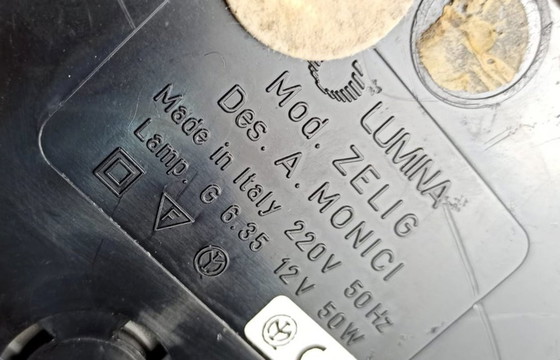 LUMINA
Mod. ZELIG
Des. A. MONICI
Made in Italy 220V 50Hz
Lamp. G 6.35 12V 50W
F